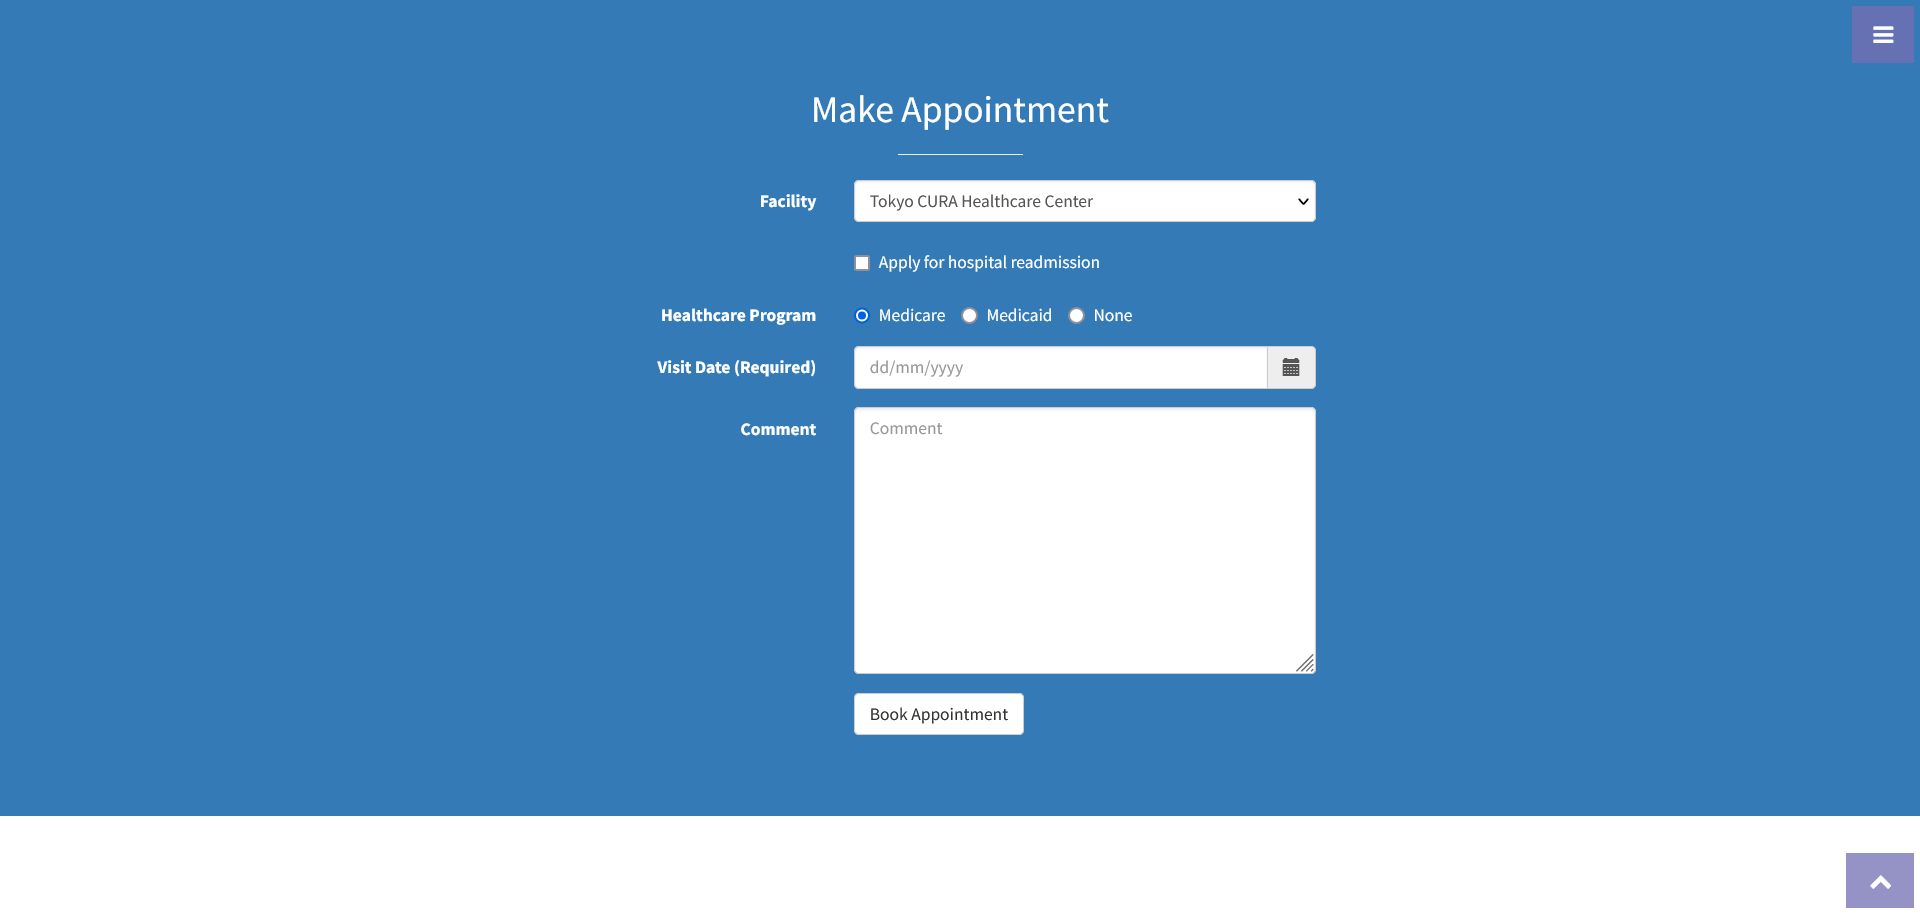 Make Appointment
Facility
Tokyo CURA Healthcare Center
Apply for hospital readmission
Healthcare Program
Medicare Medicaid None
Visit Date (Required)
dd/mm/yyyy
Comment
Comment
Book Appointment